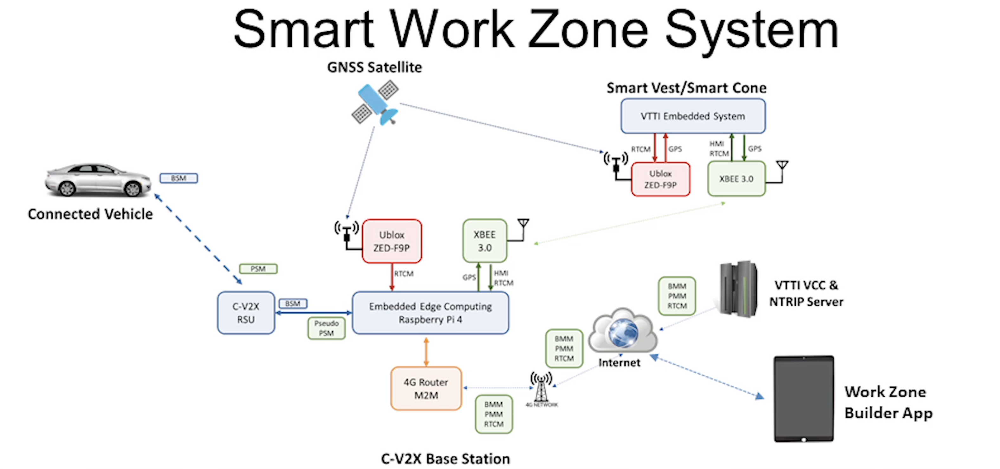 Smart Work Zone System
GNSS Satellite
Smart Vest/Smart Cone
VTTI Embedded System
RTCM
GPS
HMI
RTCM
GPS
Ublox
ZED-F9P
XBEE 3.0
BSM
Connected Vehicle
Ublox
ZED-F9P
XBEE
3.0
PSM
RTCM
GPS
HMI
RTCM
C-V2X
RSU
BSM
Pseudo
PSM
Embedded Edge Computing
Raspberry Pi 4
BMM
PMM
RTCM
VTTI VCC &
NTRIP Server
BMM
PMM
RTCM
Internet
4G Router
M2M
4G NETWORK
BMM
PMM
RTCM
Work Zone
Builder App
C-V2X Base Station